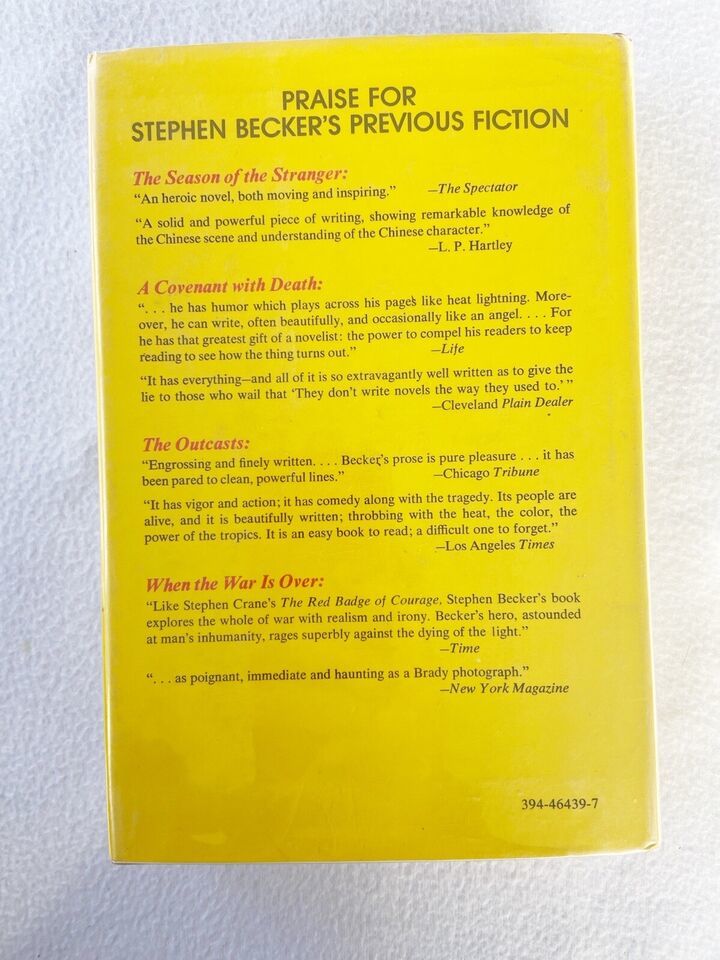 PRAISE FOR
STEPHEN BECKER'S PREVIOUS FICTION
The Season of the Stranger:
“An heroic novel, both moving and inspiring.” —The Spectator
“A solid and powerful piece of writing, showing remarkable knowledge of
the Chinese scene and understanding of the Chinese character.”
—L. P. Hartley
A Covenant with Death:
“. . . he has humor which plays across his pages like heat lightning. More-
over, he can write, often beautifully, and occasionally like an angel. . . . For
he has that greatest gift of a novelist: the power to compel his readers to keep
reading to see how the thing turns out.” —Life
“It has everything—and all of it is so extravagantly well written as to give the
lie to those who wail that ‘They don't write novels the way they used to.’ ”
—Cleveland Plain Dealer
The Outcasts:
“Engrossing and finely written. . . . Becker's prose is pure pleasure . . . it has
been pared to clean, powerful lines.” —Chicago Tribune
“It has vigor and action; it has comedy along with the tragedy. Its people are
alive, and it is beautifully written; throbbing with the heat, the color, the
power of the tropics. It is an easy book to read; a difficult one to forget.”
—Los Angeles Times
When the War Is Over:
“Like Stephen Crane's The Red Badge of Courage, Stephen Becker's book
explores the whole of war with realism and irony. Becker's hero, astounded
at man's inhumanity, rages superbly against the dying of the light.”
—Time
“. . . as poignant, immediate and haunting as a Brady photograph.”
—New York Magazine
394-46439-7